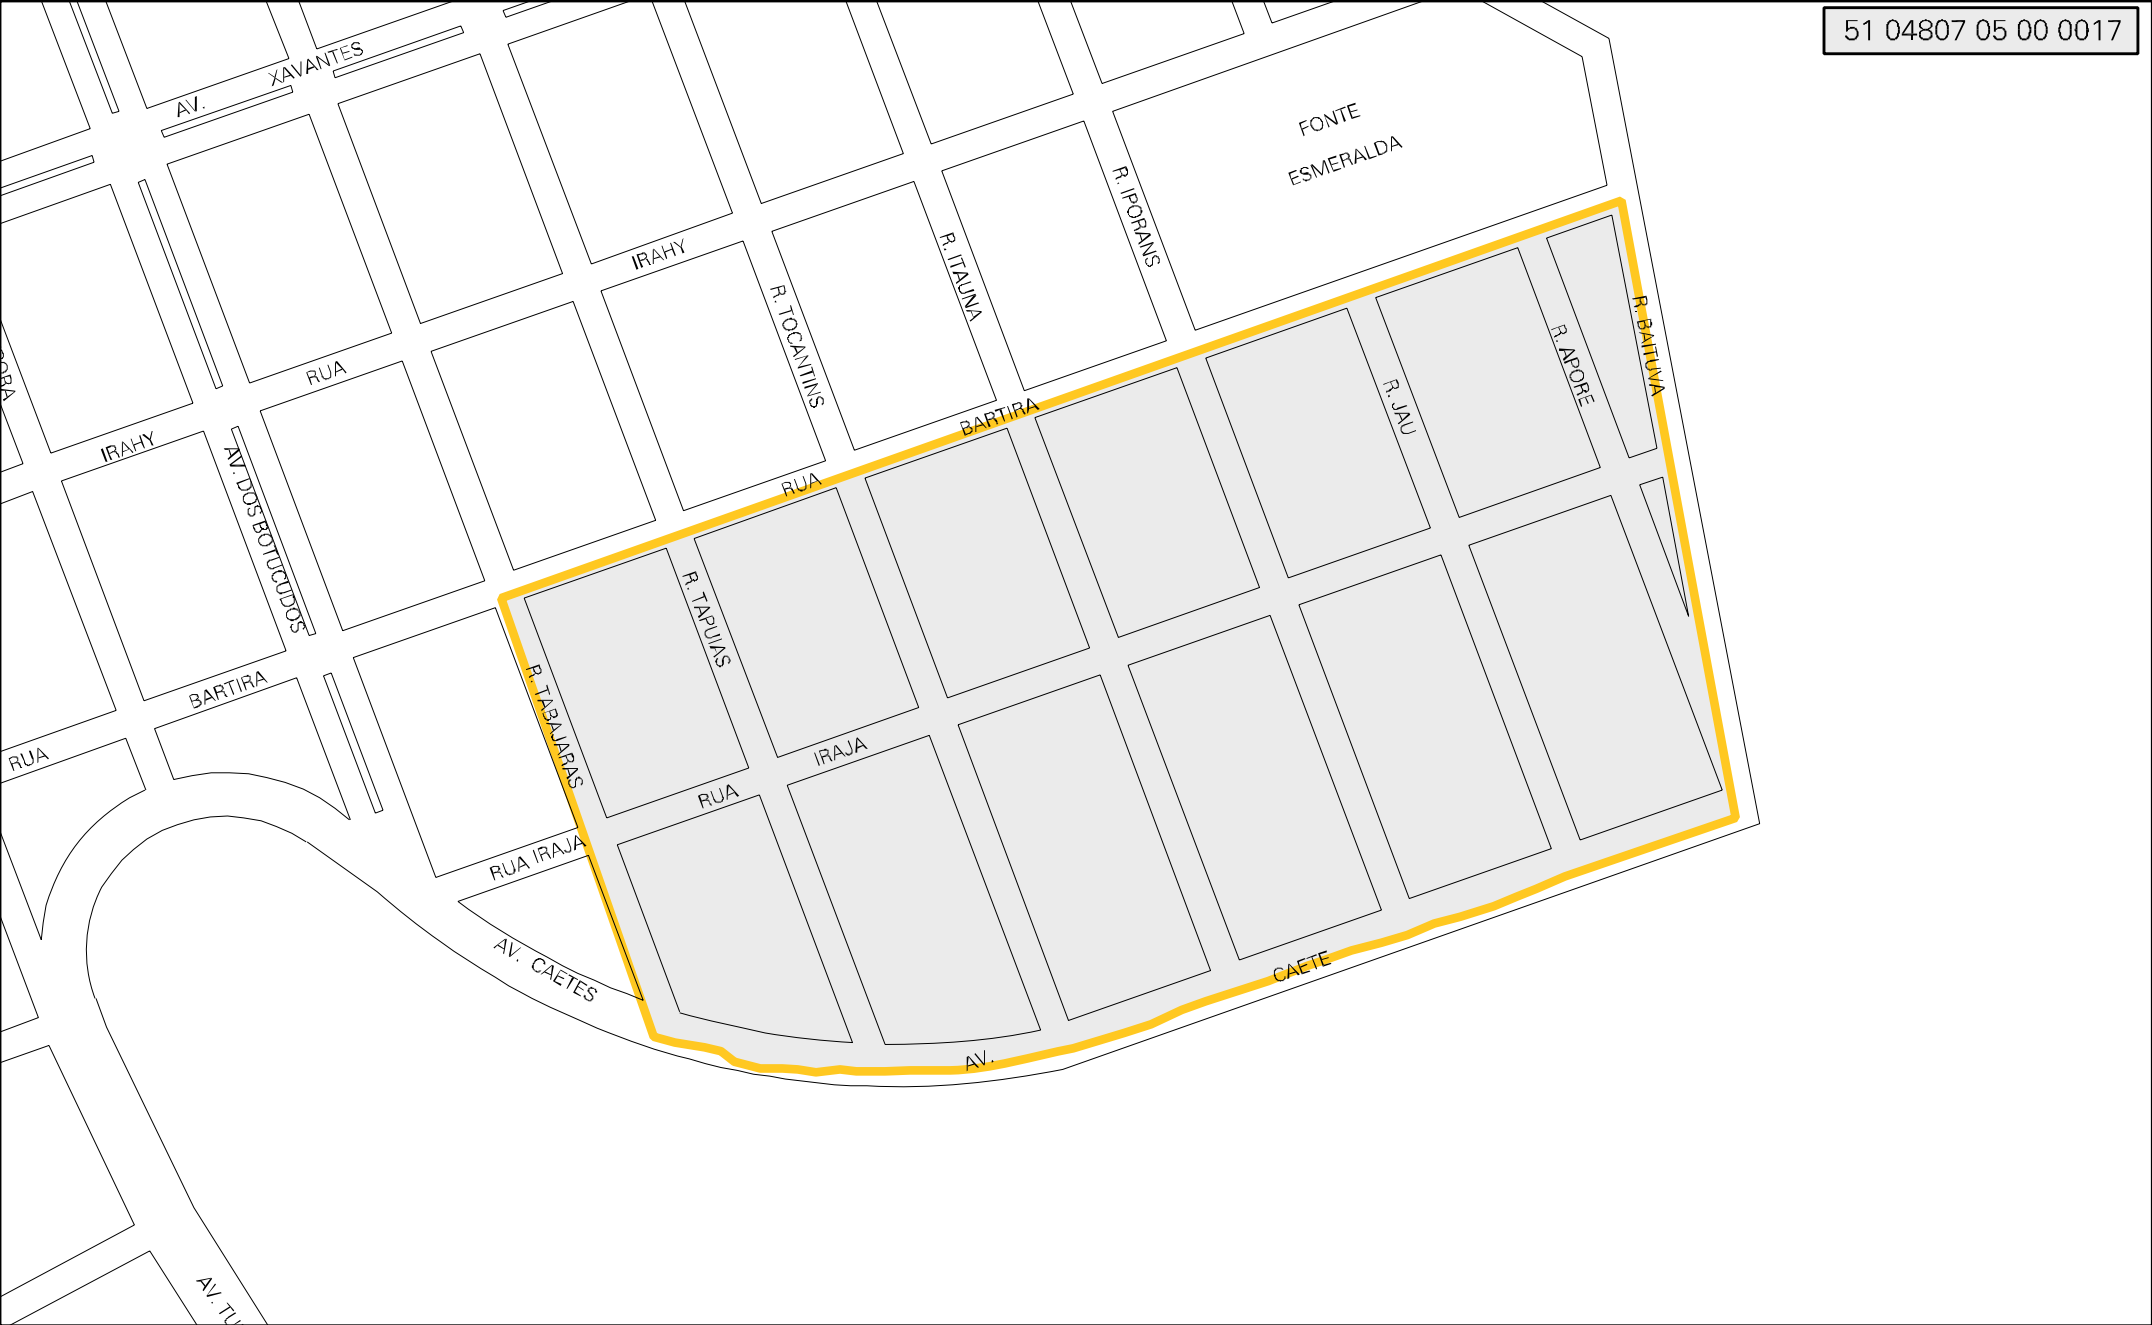 51 04807 05 00 0017
AV. XAVANTES
FONTE
ESMERALDA
R. IPORANS
IRAHY
R. ITAUNA
R. TOCANTINS
R. BAITUVA
R. APORE
RUA
R. JAU
BARTIRA
IRAHY
AV. DOS BOTUCUDOS
RUA
R. TAPUIAS
R. TABAJARAS
BARTIRA
RUA
IRAJA
RUA
RUA IRAJA
AV. CAETES
CAETE
AV.